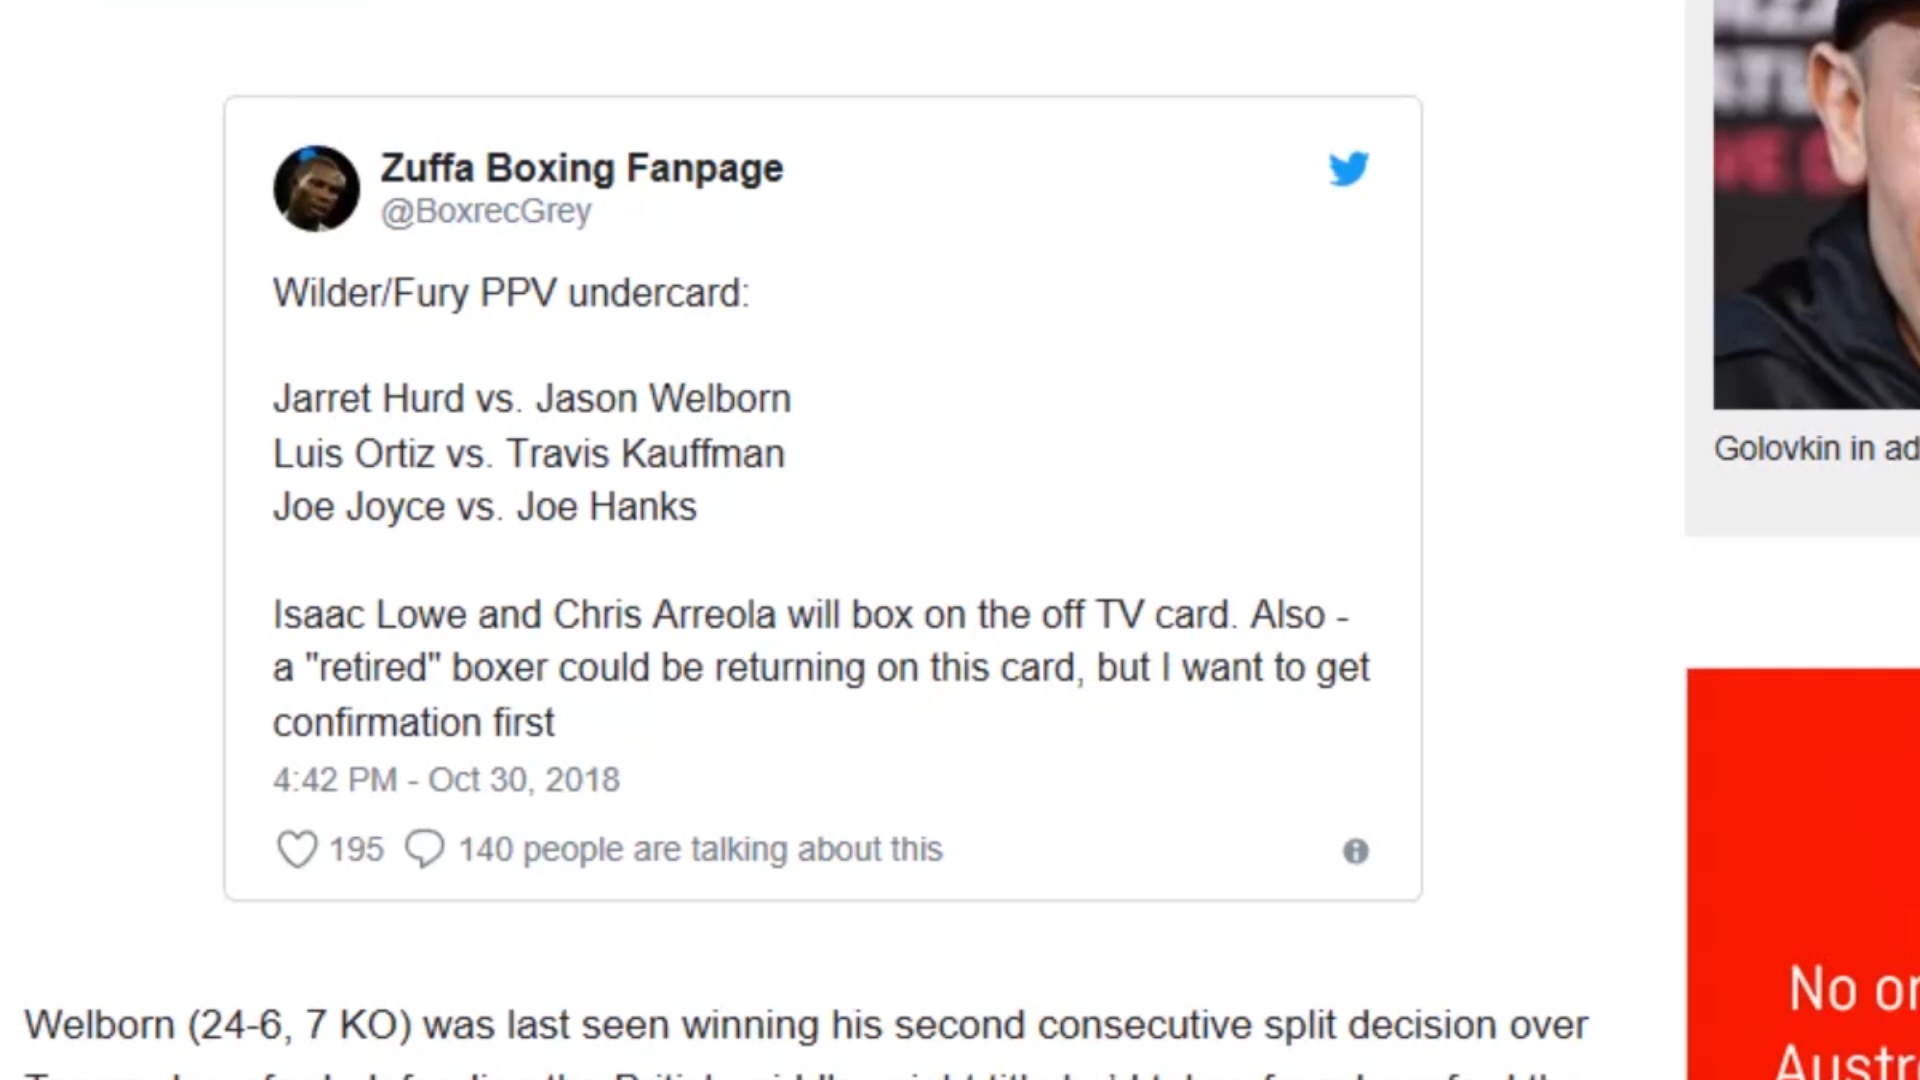 Zuffa Boxing Fanpage
@BoxrecGrey
Wilder/Fury PPV undercard:
Jarret Hurd vs. Jason Welborn
Luis Ortiz vs. Travis Kauffman
Joe Joyce vs. Joe Hanks
Isaac Lowe and Chris Arreola will box on the off TV card. Also -
a "retired" boxer could be returning on this card, but I want to get
confirmation first
4:42 PM - Oct 30, 2018
195 140 people are talking about this
Welborn (24-6, 7 KO) was last seen winning his second consecutive split decision over
Golovkin in ad
No or
Austr